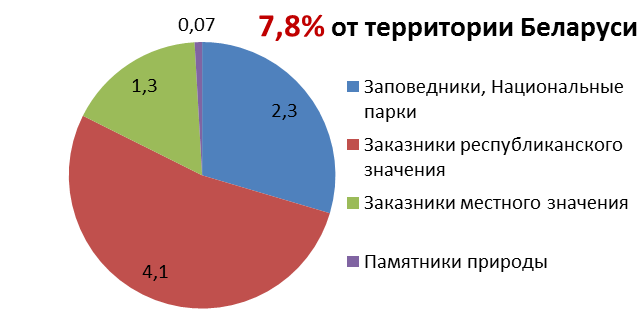 7,8% от территории Беларуси
0,07
1,3
2,3
4,1
Заповедники, Национальные
парки
Заказники республиканского
значения
Заказники местного значения
Памятники природы